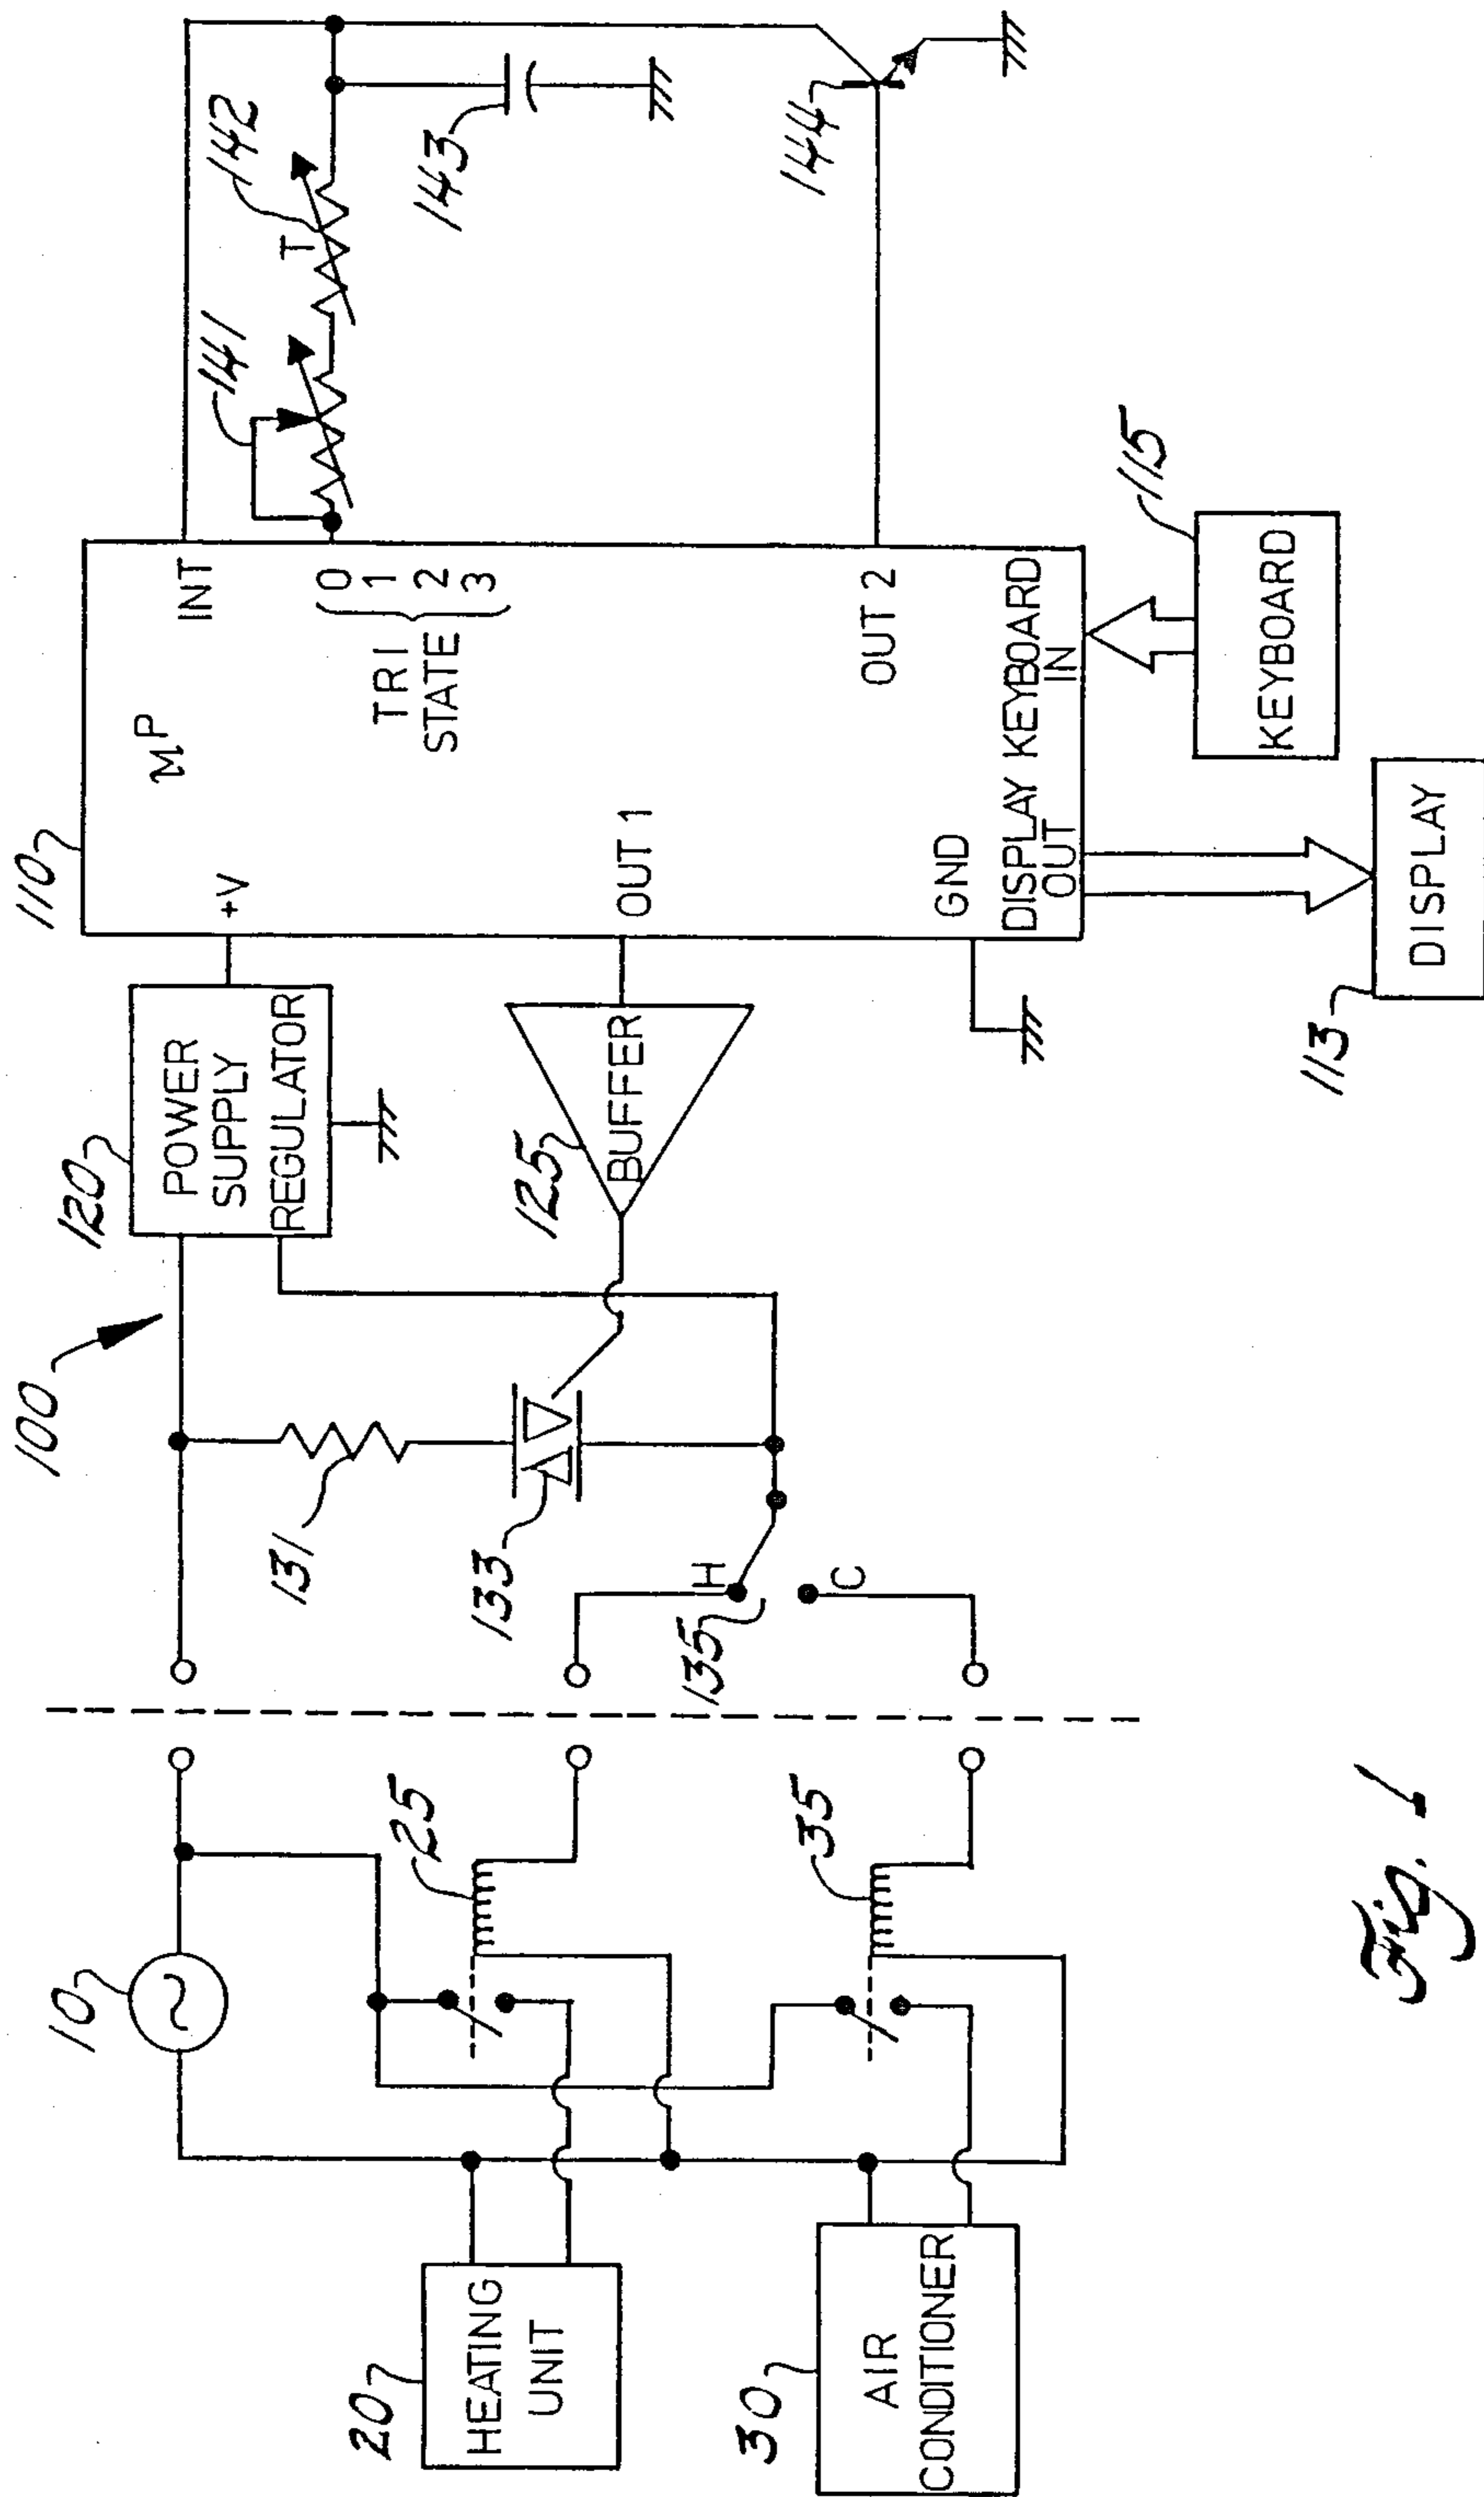 10
20
HEATING
UNIT
25
30
AIR
CONDITIONER
35
100
131
133
135
H
C
120
POWER
SUPPLY
REGULATOR
125
BUFFER
110
MP
+V
INT
TRI
STATE
0
1
2
3
OUT 1
OUT 2
GND
DISPLAY
OUT
KEYBOARD
IN
141
142
T
143
144
113
DISPLAY
115
KEYBOARD
Fig. 1